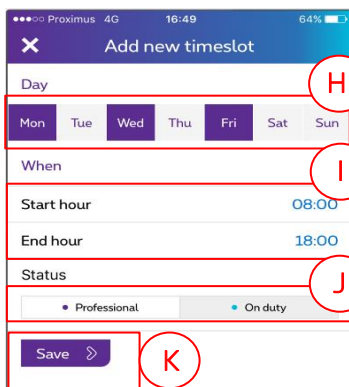 Proximus 4G 16:49 64%
× Add new timeslot
Day
H
Mon Tue Wed Thu Fri Sat Sun
When
I
Start hour 08:00
End hour 18:00
Status
J
• Professional • On duty
Save
K